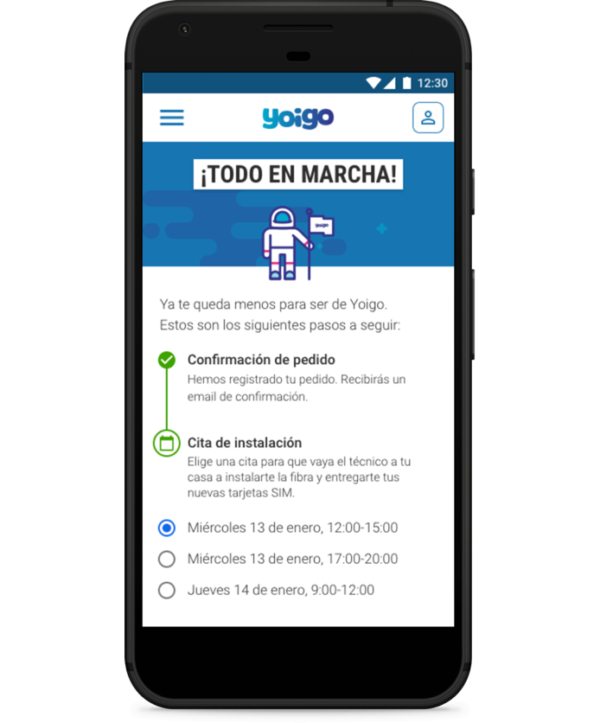 12:30
yoigo
¡TODO EN MARCHA!
yoigo
Ya te queda menos para ser de Yoigo.
Estos son los siguientes pasos a seguir:
Confirmación de pedido
Hemos registrado tu pedido. Recibirás un
email de confirmación.
Cita de instalación
Elige una cita para que vaya el técnico a tu
casa a instalarte la fibra y entregarte tus
nuevas tarjetas SIM.
Miércoles 13 de enero, 12:00-15:00
Miércoles 13 de enero, 17:00-20:00
Jueves 14 de enero, 9:00-12:00